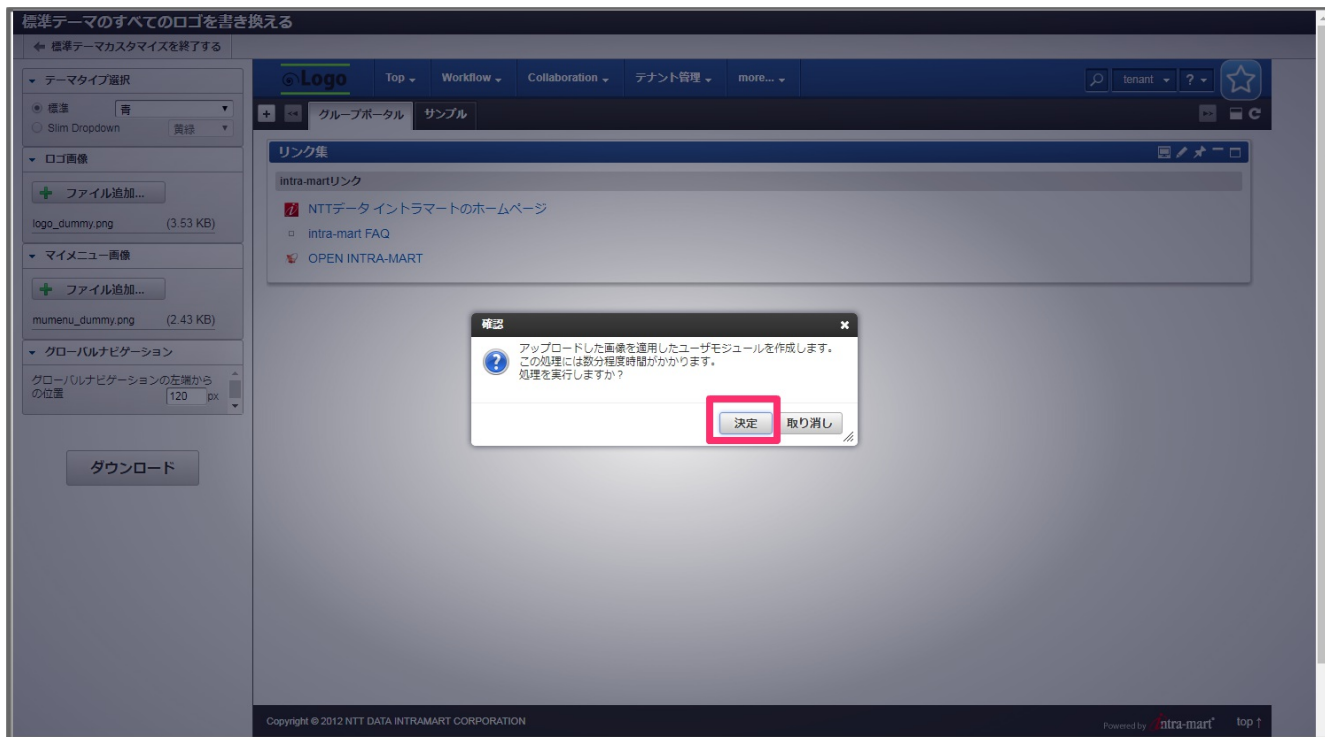 標準テーマのすべてのロゴを書き換える
標準テーマカスタマイズを終了する
テーマタイプ選択
標準 青
Slim Dropdown 黄緑
ロゴ画像
ファイル追加...
logo_dummy.png (3.53 KB)
マイメニュー画像
ファイル追加...
mumenu_dummy.png (2.43 KB)
グローバルナビゲーション
グローバルナビゲーションの左端から
の位置 120 px
ダウンロード
Logo Top Workflow Collaboration テナント管理 more... tenant ?
グループポータル サンプル
リンク集
intra-martリンク
NTTデータ イントラマートのホームページ
intra-mart FAQ
OPEN INTRA-MART
確認
アップロードした画像を適用したユーザモジュールを作成します。
この処理には数分程度時間がかかります。
処理を実行しますか？
決定 取り消し
Copyright © 2012 NTT DATA INTRAMART CORPORATION
Powered by intra-mart top ↑